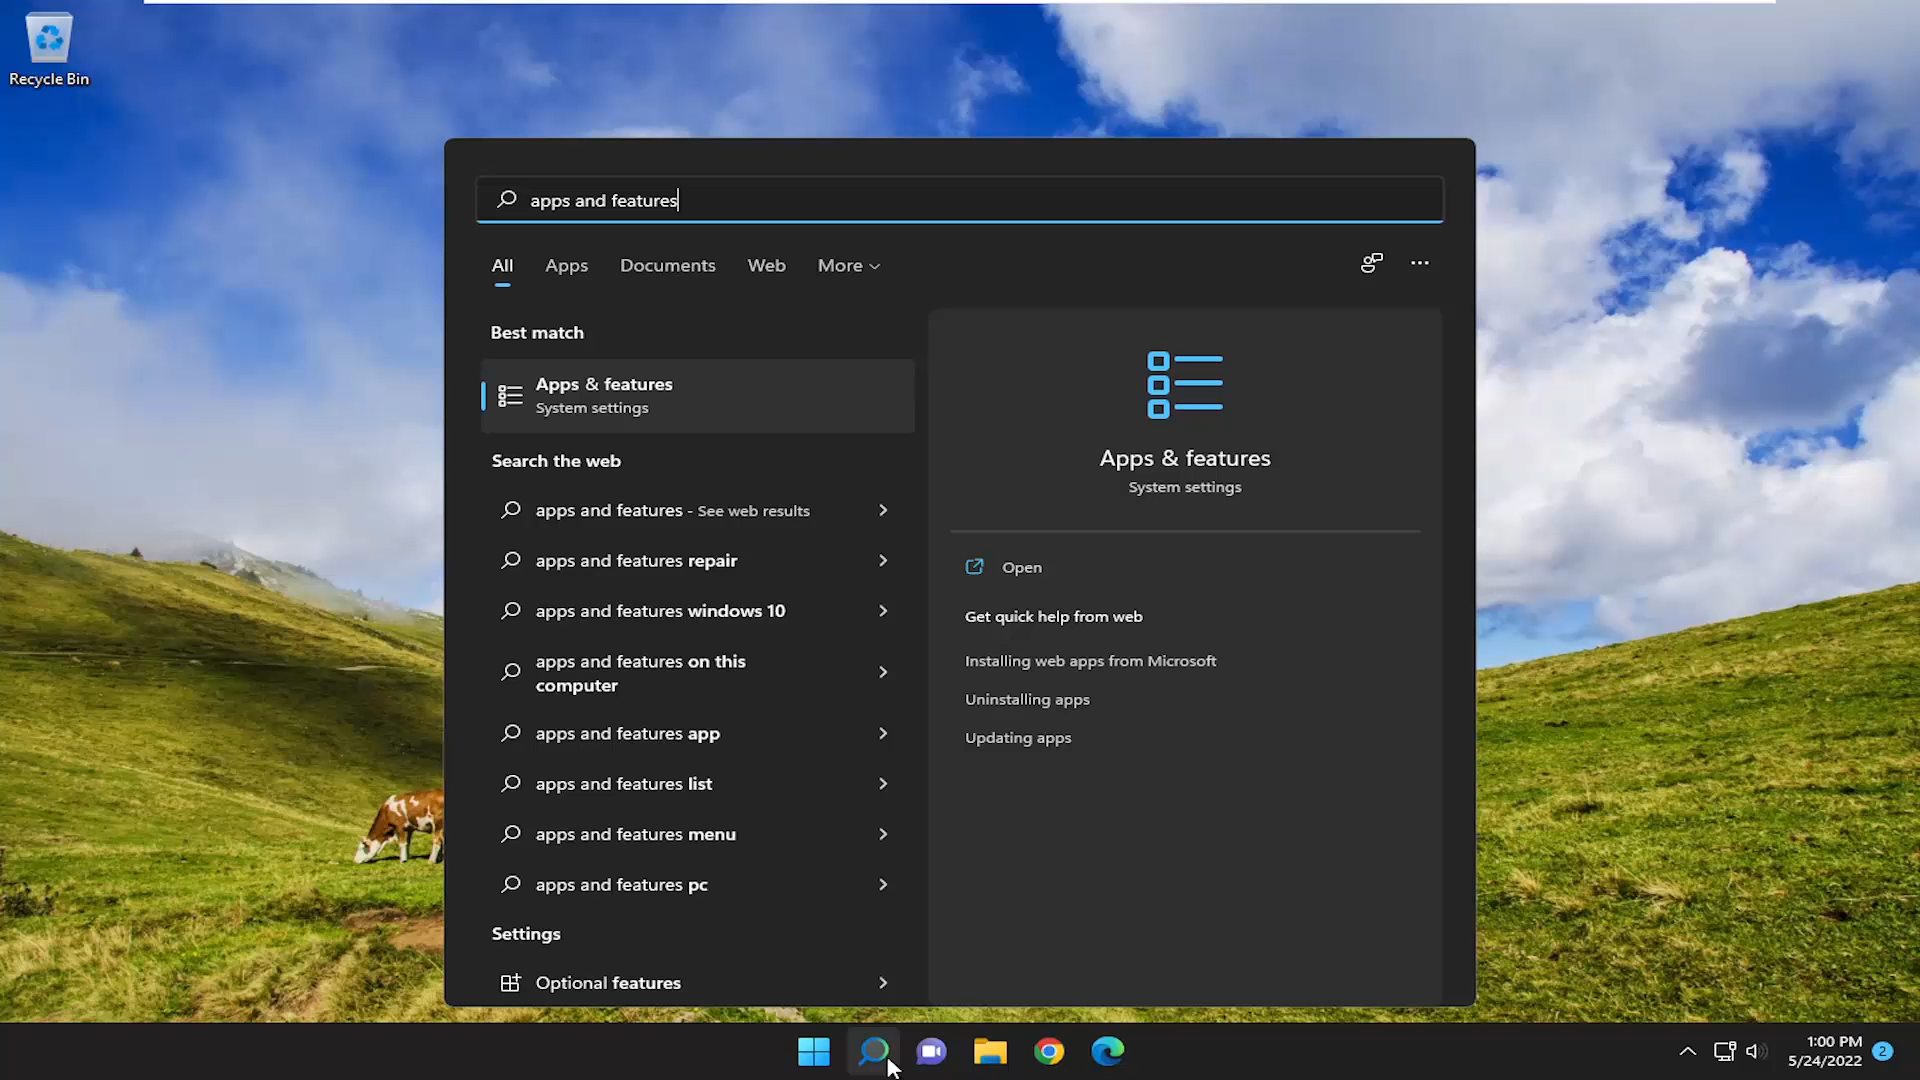 Recycle Bin
apps and features
All Apps Documents Web More
Best match
Apps & features
System settings
Search the web
apps and features - See web results
apps and features repair
apps and features windows 10
apps and features on this
computer
apps and features app
apps and features list
apps and features menu
apps and features pc
Settings
Optional features
Apps & features
System settings
Open
Get quick help from web
Installing web apps from Microsoft
Uninstalling apps
Updating apps
1:00 PM
5/24/2022
2